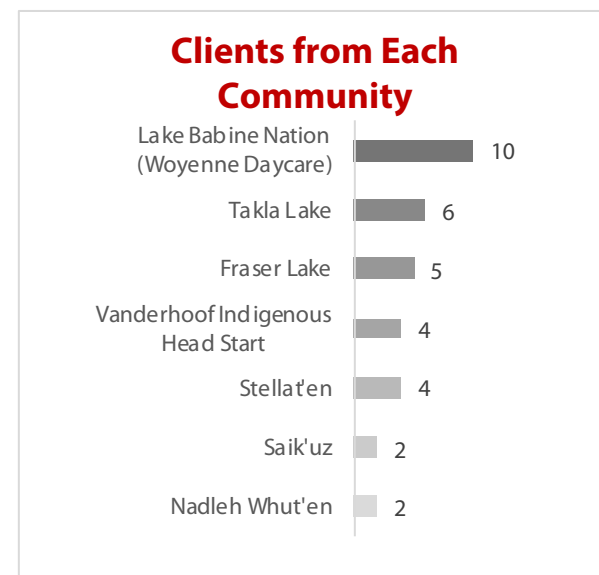 Clients from Each
Community
Lake Babine Nation
(Woyenne Daycare)
10
Takla Lake
6
Fraser Lake
5
Vanderhoof Indigenous
Head Start
4
Stellat'en
4
Saik'uz
2
Nadleh Whut'en
2